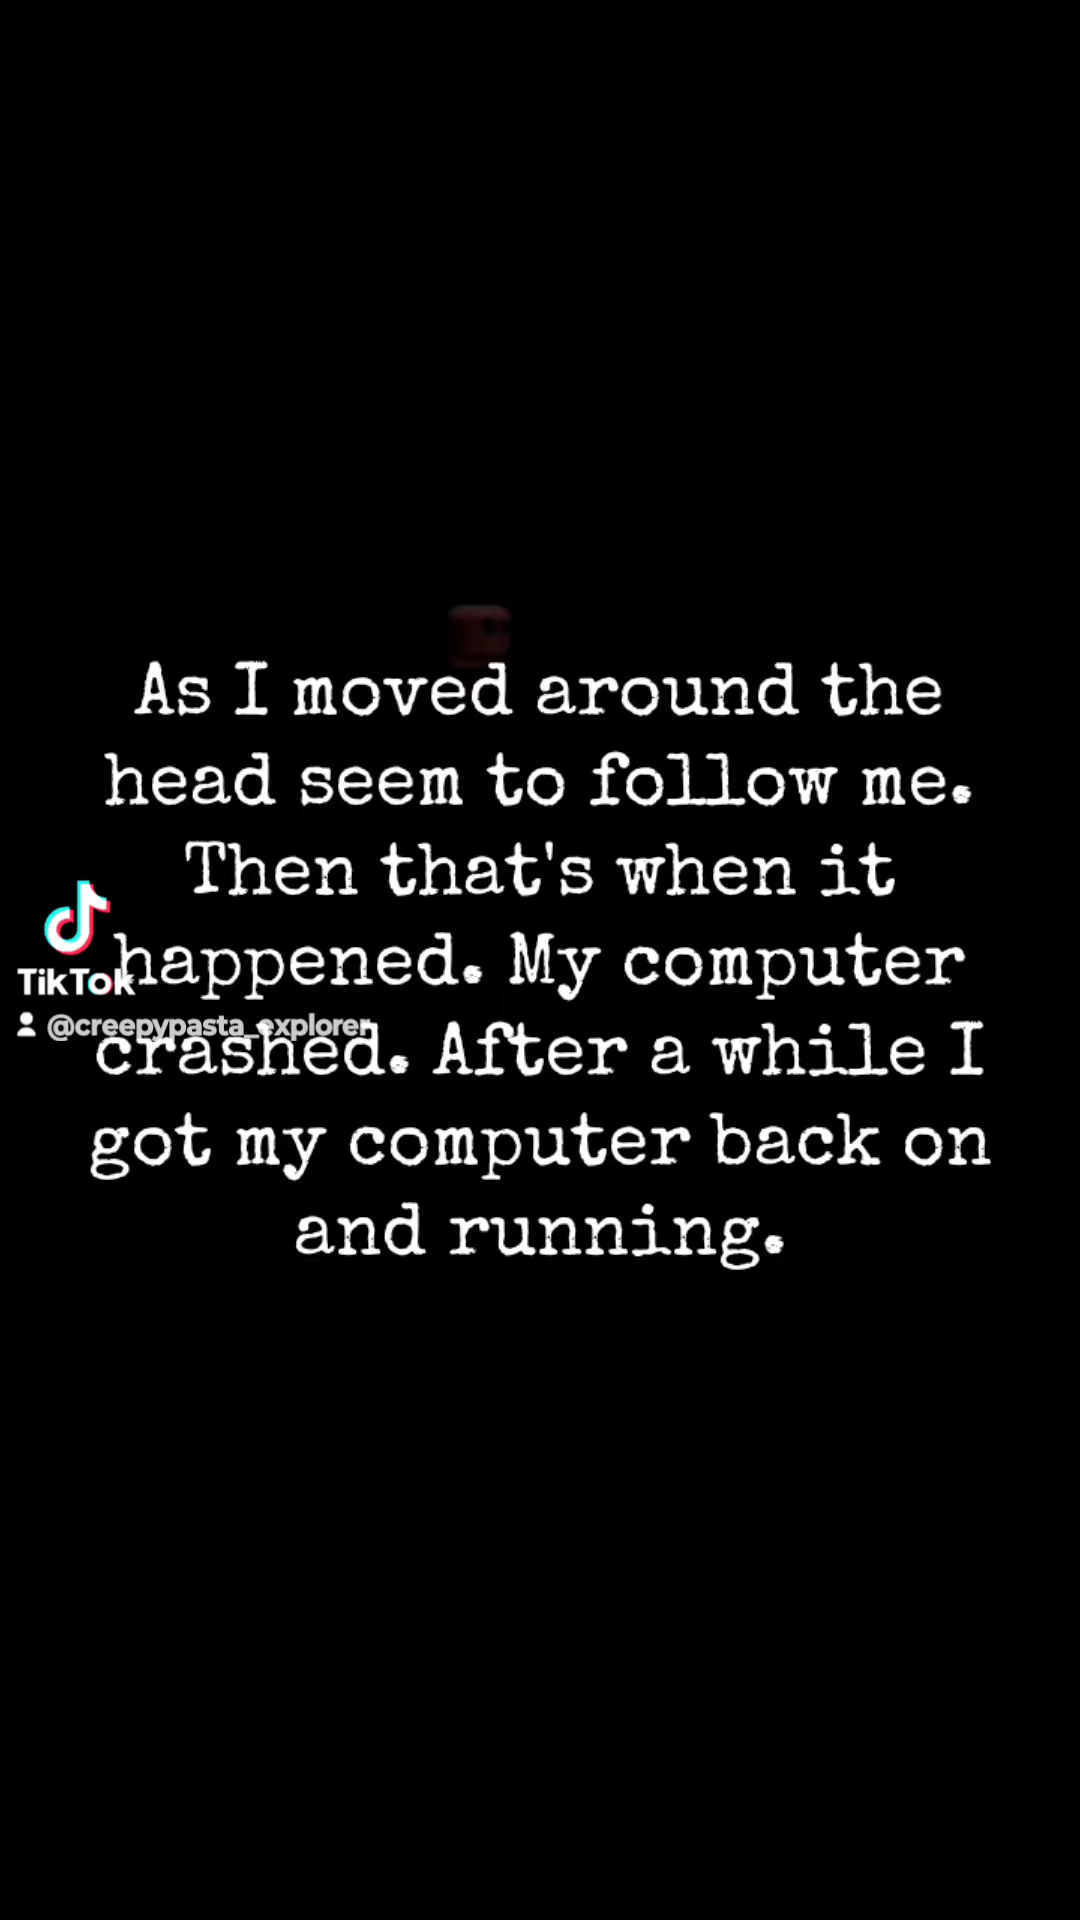 As I moved around the
head seem to follow me.
Then that's when it
happened. My computer
crashed. After a while I
got my computer back on
and running.
TikTok
@creepypasta_explorer